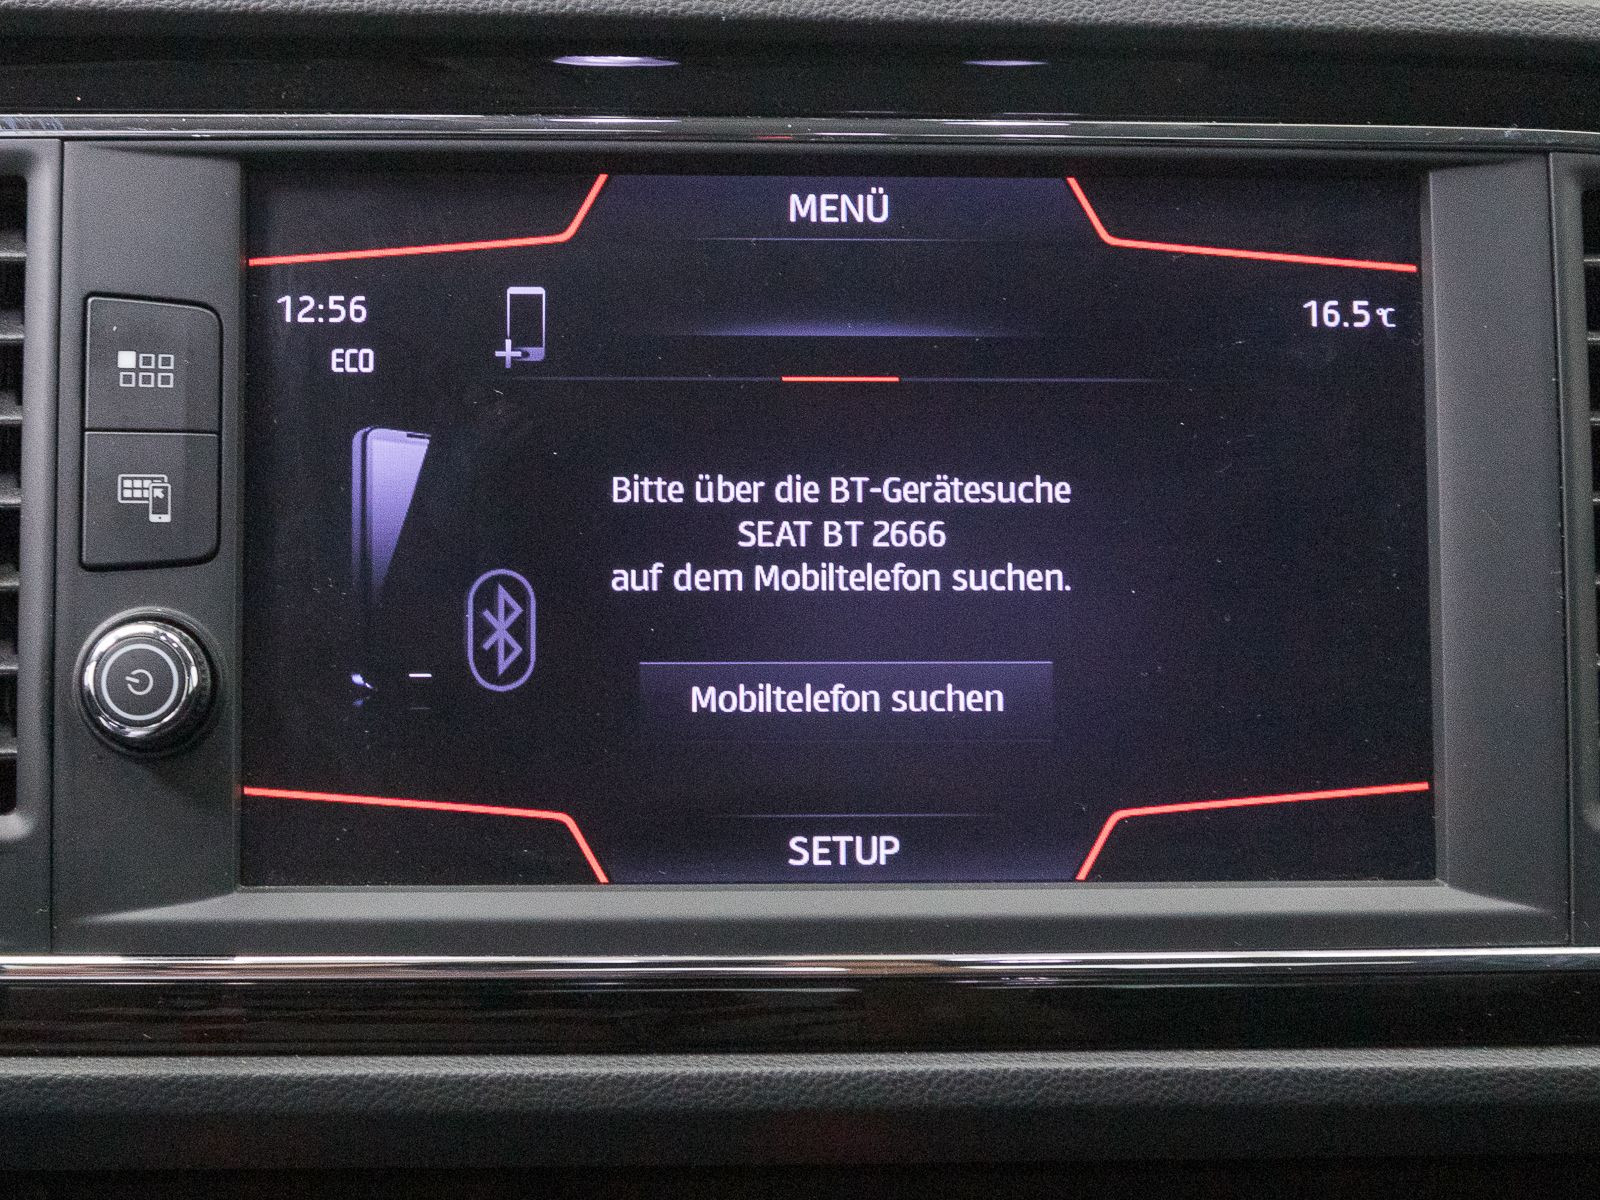 MENÜ
12:56
16.5 °C
ECO
Bitte über die BT-Gerätesuche
SEAT BT 2666
auf dem Mobiltelefon suchen.
Mobiltelefon suchen
SETUP